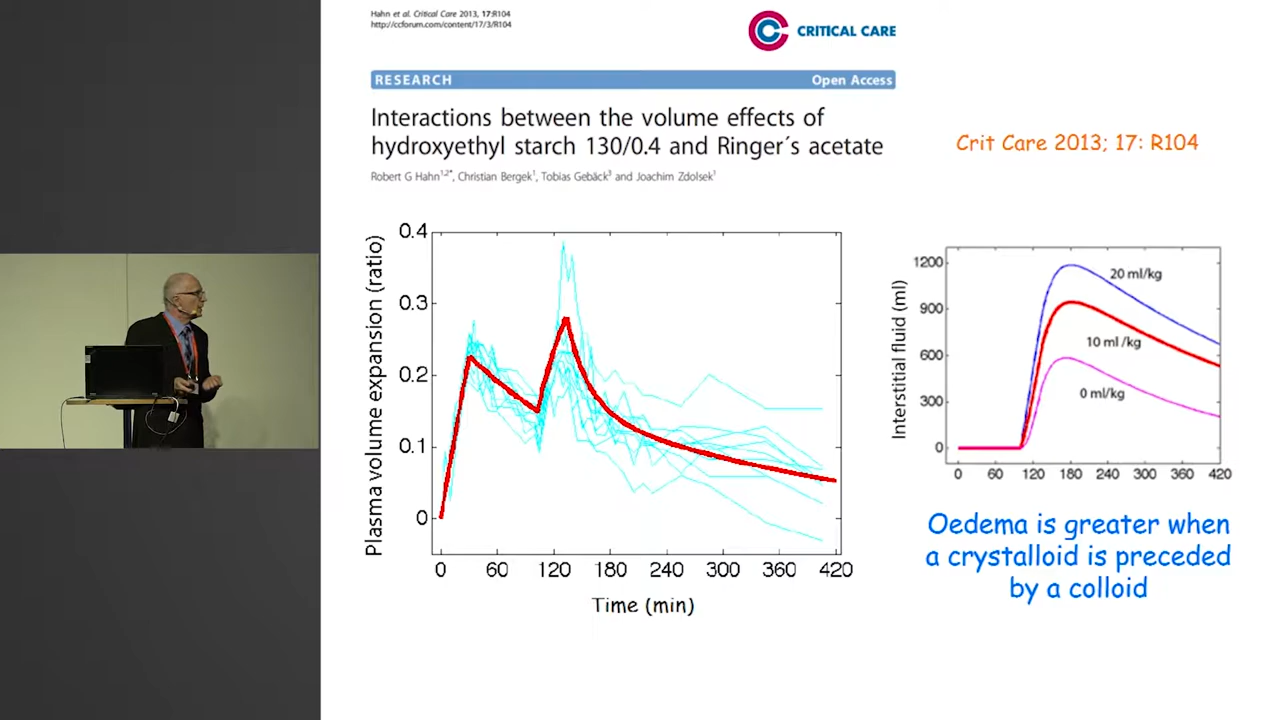 Hahn et al. Critical Care 2013, 17:R104
http://ccforum.com/content/17/3/R104
CRITICAL CARE
RESEARCH
Open Access
Interactions between the volume effects of
hydroxyethyl starch 130/0.4 and Ringer´s acetate
Robert G Hahn1,2*, Christian Bergek1, Tobias Gebäck3 and Joachim Zdolsek1
Crit Care 2013; 17: R104
Plasma volume expansion (ratio)
0.4
0.3
0.2
0.1
0
0 60 120 180 240 300 360 420
Time (min)
Interstitial fluid (ml)
1200
900
600
300
0
20 ml/kg
10 ml/kg
0 ml/kg
0 60 120 180 240 300 360 420
Oedema is greater when
a crystalloid is preceded
by a colloid